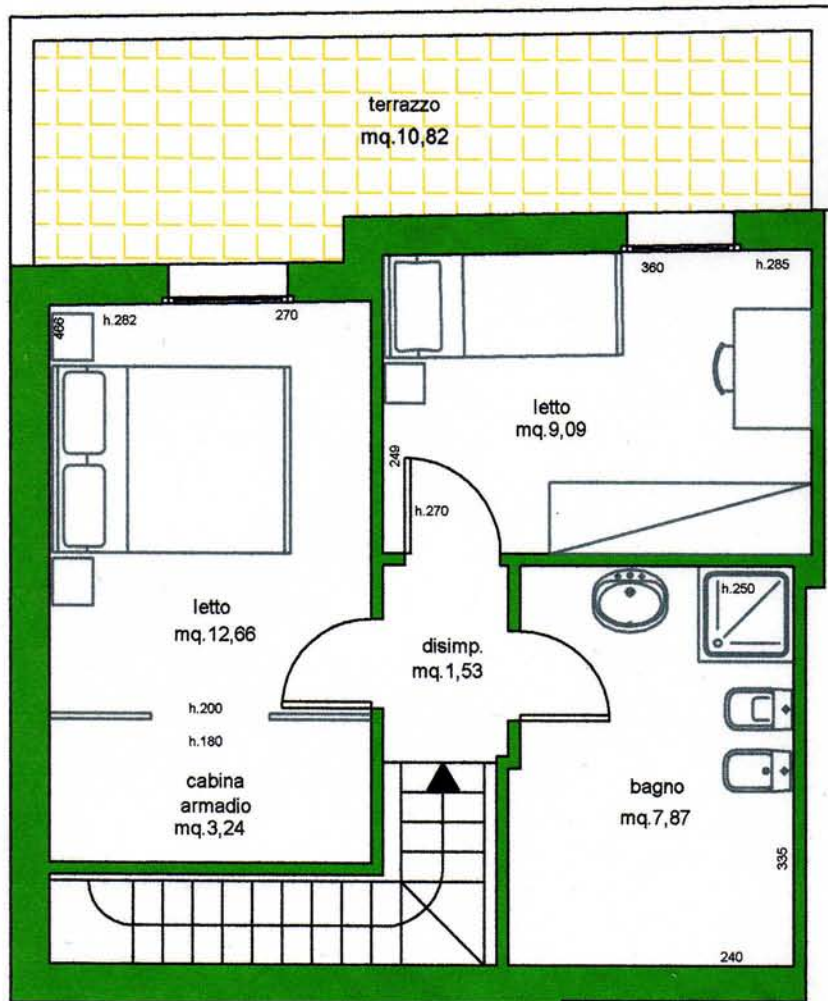 terrazzo
mq.10,82
360
h.285
466
h.282
270
letto
mq.9,09
249
h.270
h.250
letto
mq.12,66
disimp.
mq.1,53
h.200
h.180
cabina
armadio
mq.3,24
bagno
mq.7,87
335
240